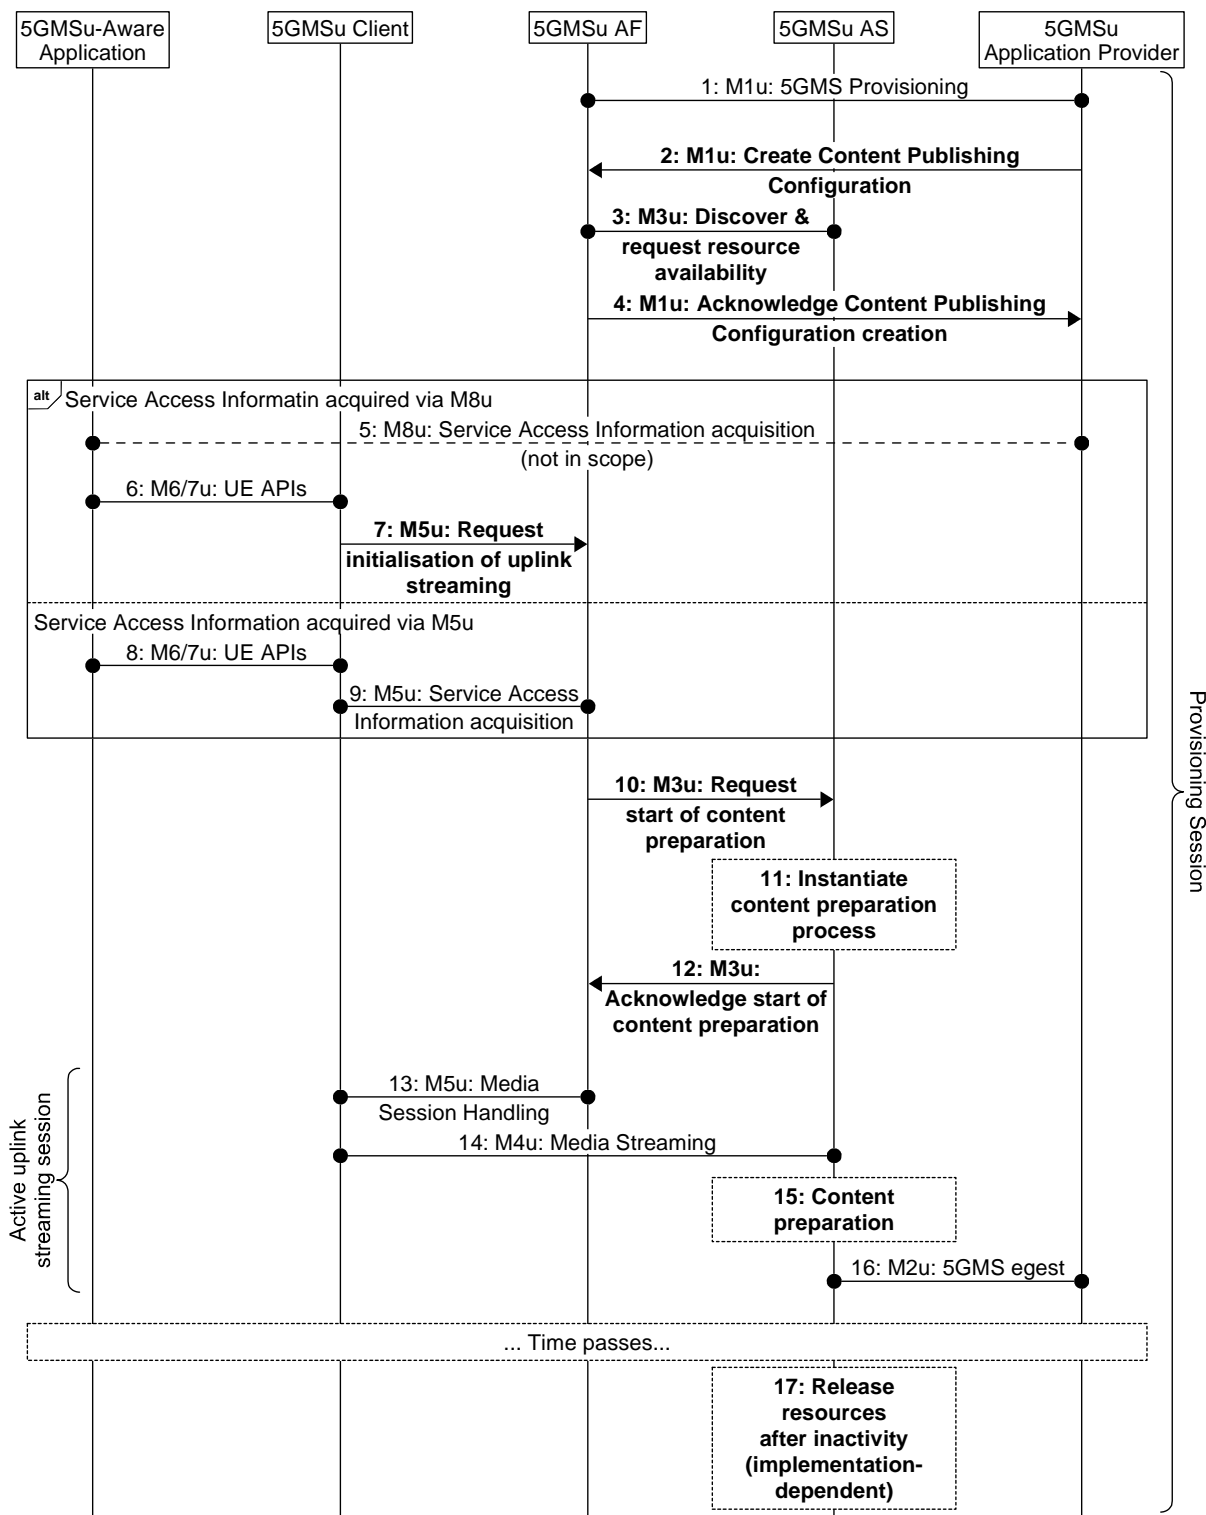 5GMSu-Aware
Application
5GMSu Client
5GMSu AF
5GMSu AS
5GMSu
Application Provider
1: M1u: 5GMS Provisioning
2: M1u: Create Content Publishing
Configuration
3: M3u: Discover &
request resource
availability
4: M1u: Acknowledge Content Publishing
Configuration creation
alt
Service Access Informatin acquired via M8u
5: M8u: Service Access Information acquisition
(not in scope)
6: M6/7u: UE APIs
7: M5u: Request
initialisation of uplink
streaming
Service Access Information acquired via M5u
8: M6/7u: UE APIs
9: M5u: Service Access
Information acquisition
10: M3u: Request
start of content
preparation
11: Instantiate
content preparation
process
12: M3u:
Acknowledge start of
content preparation
13: M5u: Media
Session Handling
14: M4u: Media Streaming
15: Content
preparation
16: M2u: 5GMS egest
Active uplink
streaming session
... Time passes...
17: Release
resources
after inactivity
(implementation-
dependent)
Provisioning Session